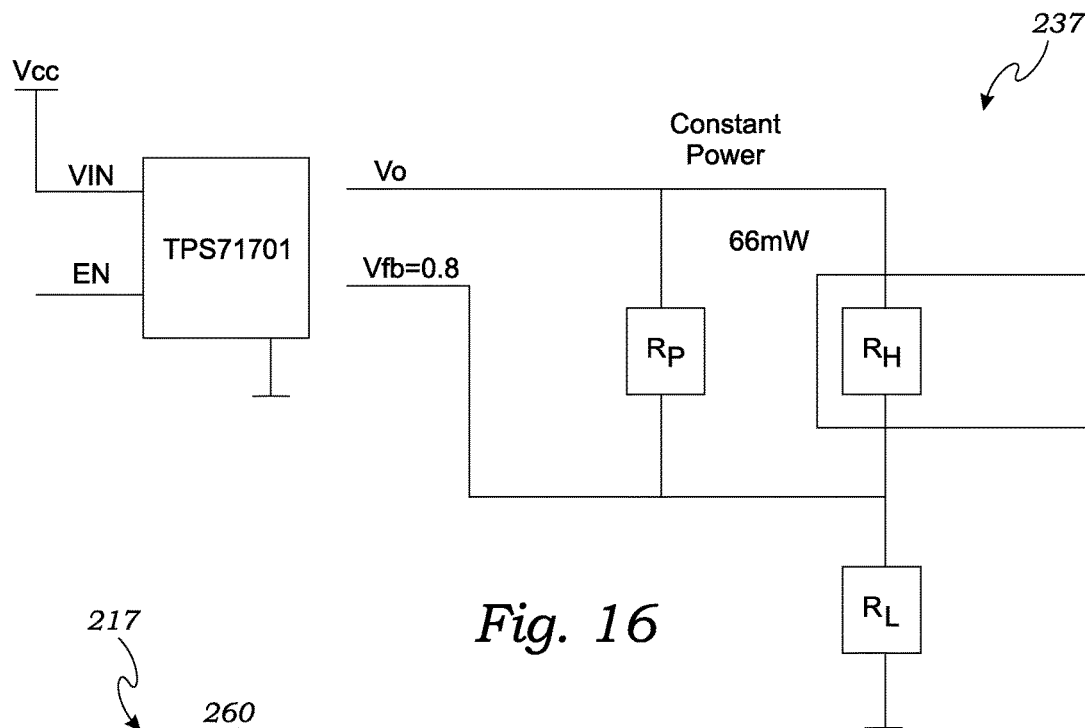 237
Vcc
Constant
Power
VIN
Vo
TPS71701
66mW
EN
Vfb=0.8
RP
RH
RL
Fig. 16
217
260